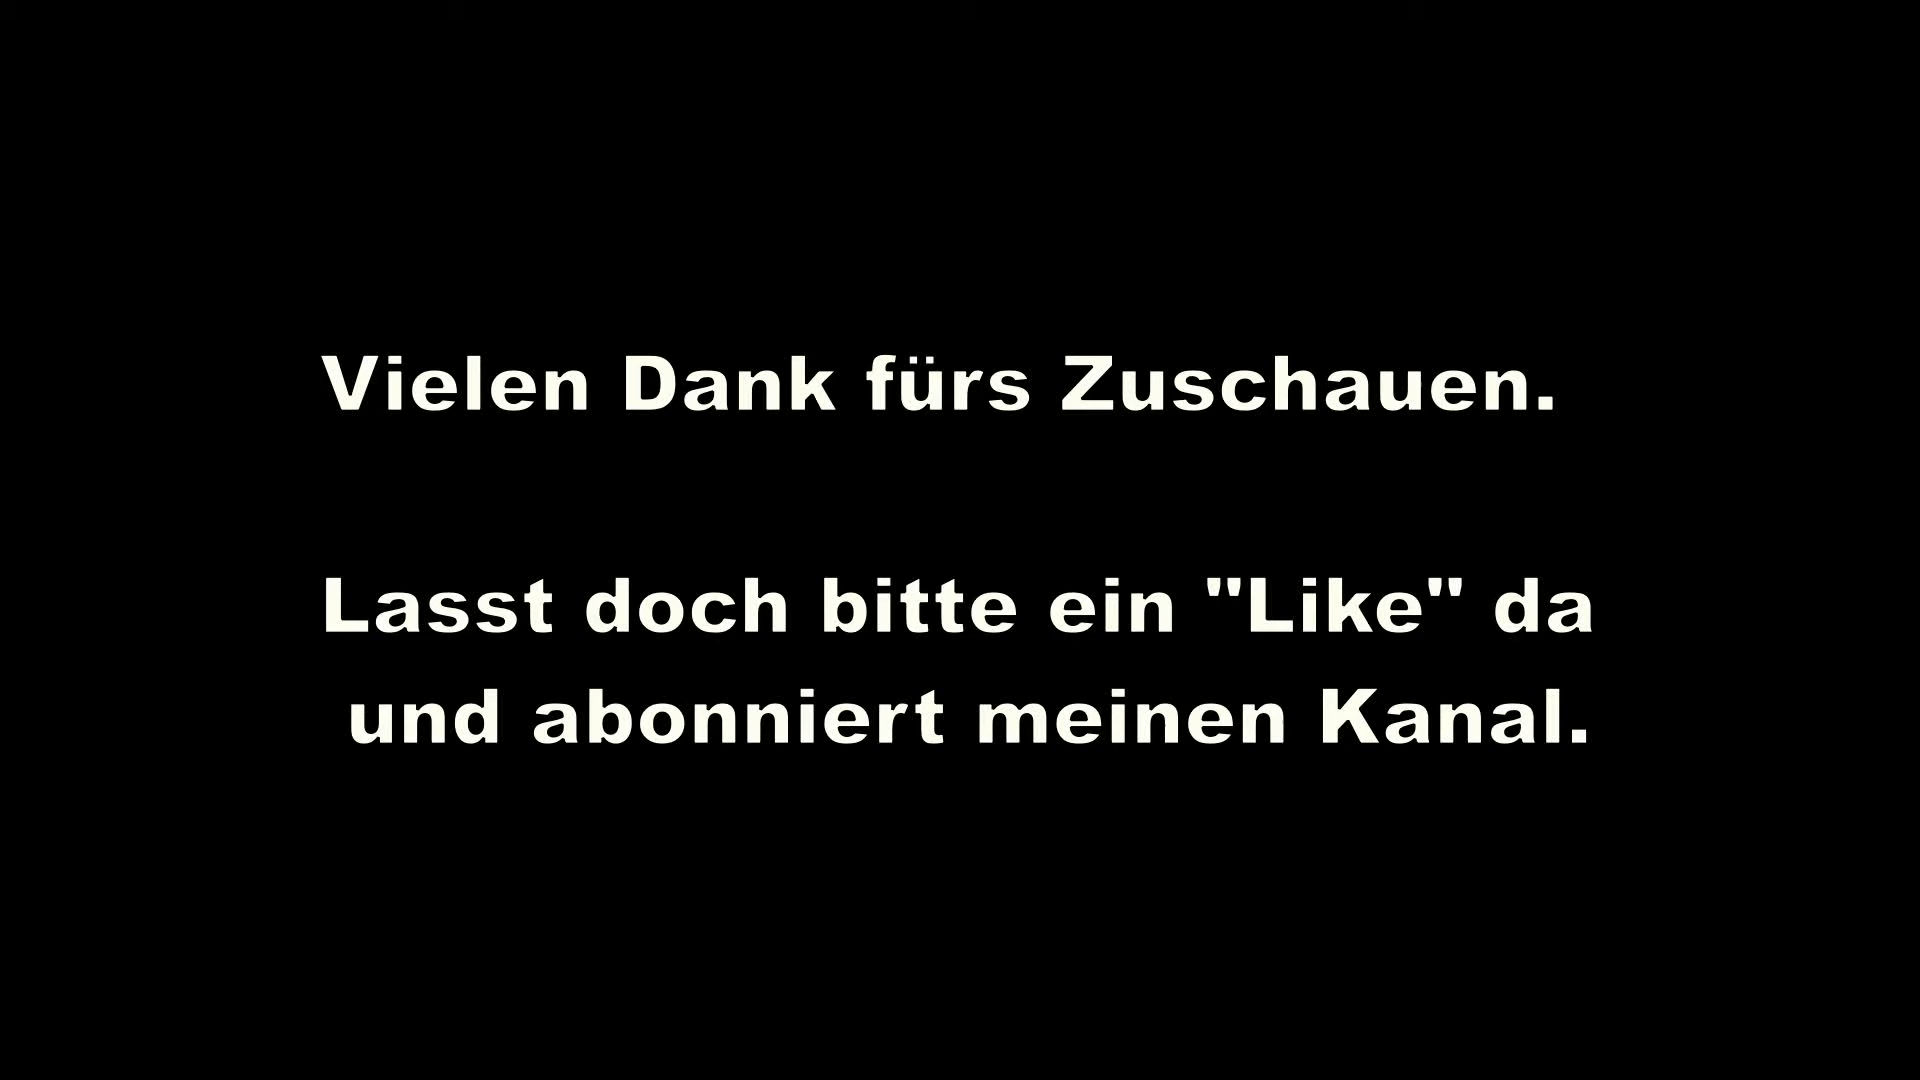 Vielen Dank fürs Zuschauen.
Lasst doch bitte ein "Like" da
und abonniert meinen Kanal.